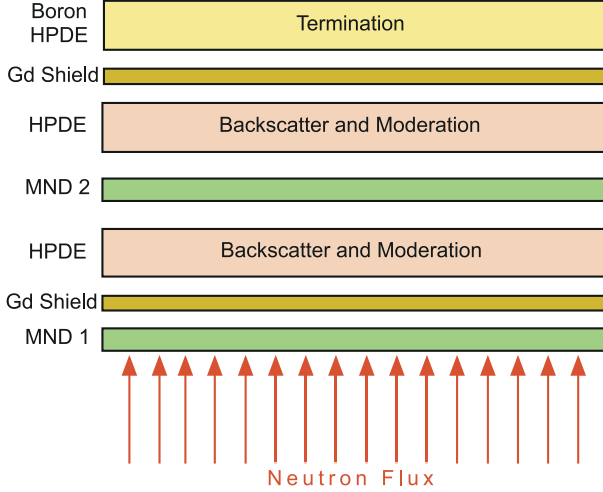 Boron
HPDE
Termination
Gd Shield
HPDE
Backscatter and Moderation
MND 2
HPDE
Backscatter and Moderation
Gd Shield
MND 1
Neutron Flux